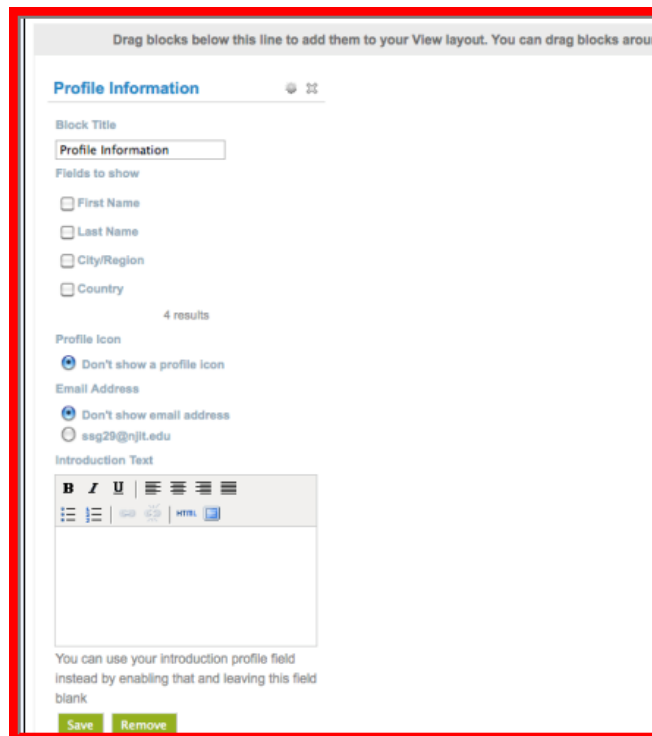 Drag blocks below this line to add them to your View layout. You can drag blocks arou
Profile Information
Block Title
Profile Information
Fields to show
First Name
Last Name
City/Region
Country
4 results
Profile Icon
Don't show a profile icon
Email Address
Don't show email address
ssg29@njit.edu
Introduction Text
B I U
HTML
You can use your introduction profile field
instead by enabling that and leaving this field
blank
Save Remove